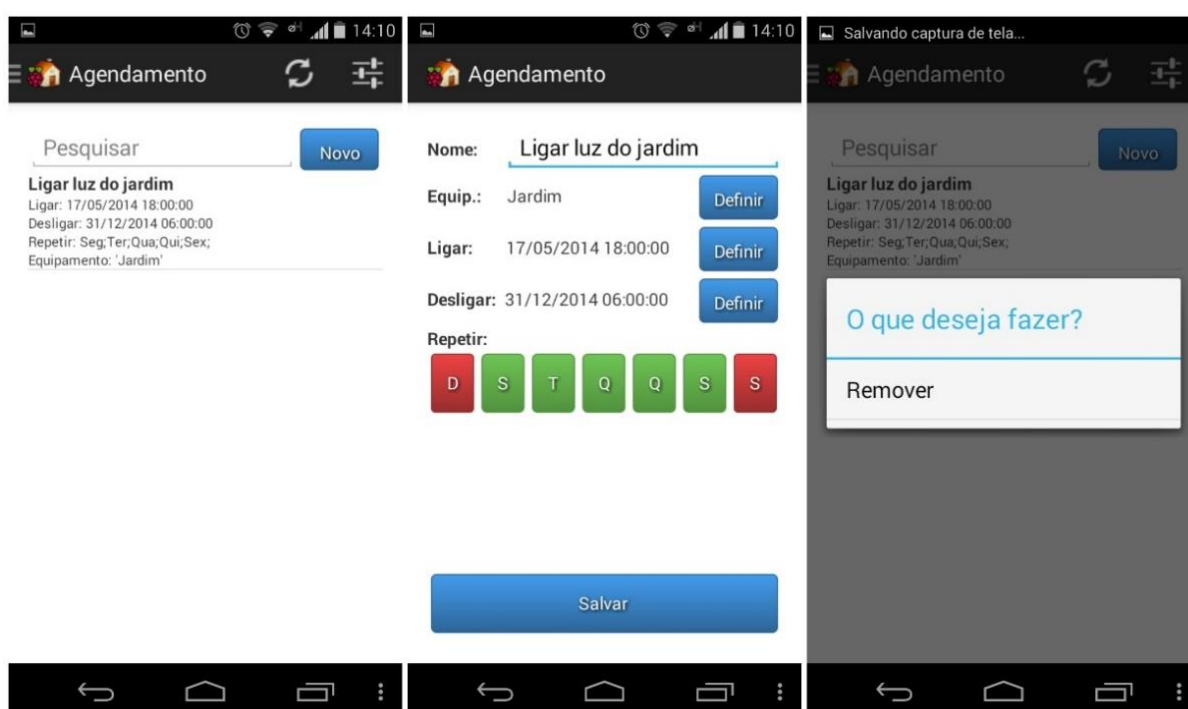 14:10
Agendamento
Pesquisar
Novo
Ligar luz do jardim
Ligar: 17/05/2014 18:00:00
Desligar: 31/12/2014 06:00:00
Repetir: Seg;Ter;Qua;Qui;Sex;
Equipamento: 'Jardim'
14:10
Agendamento
Nome: Ligar luz do jardim
Equip.: Jardim Definir
Ligar: 17/05/2014 18:00:00 Definir
Desligar: 31/12/2014 06:00:00 Definir
Repetir:
D S T Q Q S S
Salvar
Salvando captura de tela...
Agendamento
Pesquisar
Novo
Ligar luz do jardim
Ligar: 17/05/2014 18:00:00
Desligar: 31/12/2014 06:00:00
Repetir: Seg;Ter;Qua;Qui;Sex;
Equipamento: 'Jardim'
O que deseja fazer?
Remover